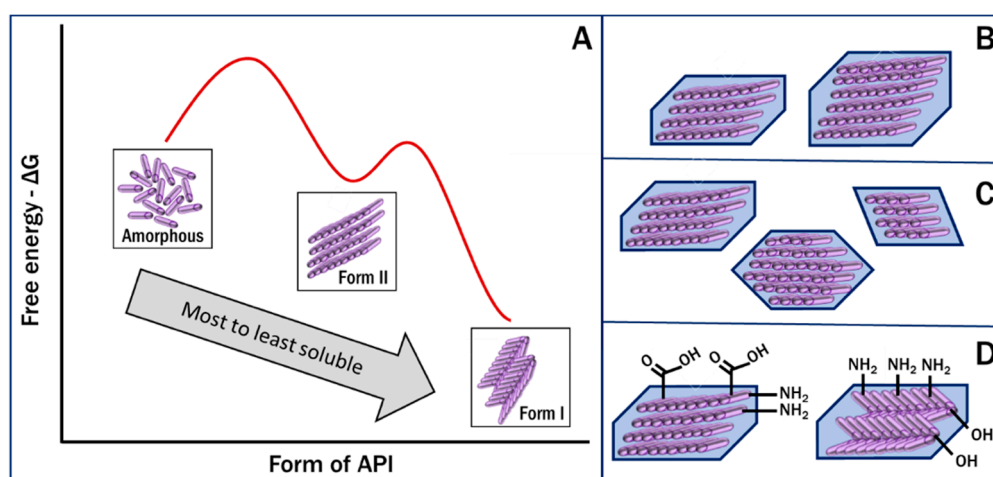 A
Free energy - ΔG
Amorphous
Form II
Most to least soluble
Form I
Form of API
B
C
D
O
OH
O
OH
NH₂
NH₂
NH₂
NH₂
NH₂
OH
OH